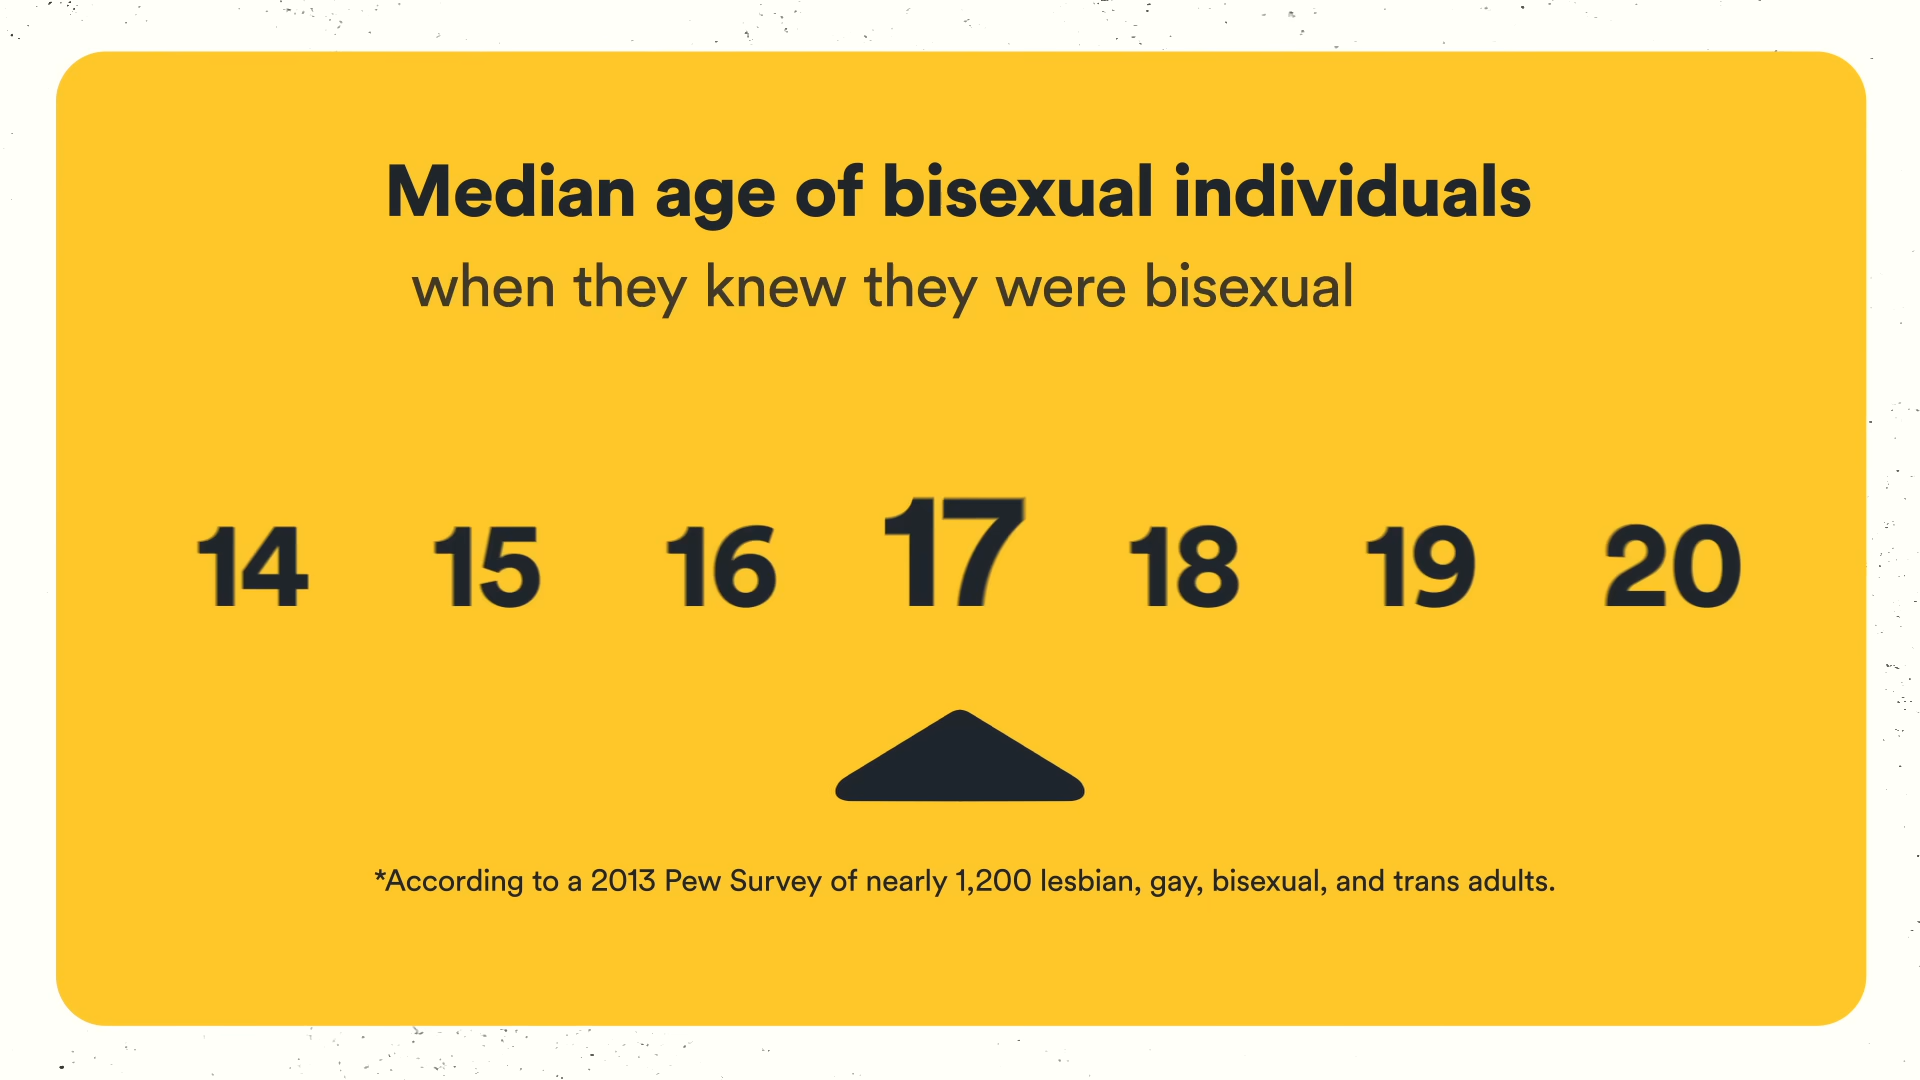 Median age of bisexual individuals
when they knew they were bisexual
14 15 16 17 18 19 20
*According to a 2013 Pew Survey of nearly 1,200 lesbian, gay, bisexual, and trans adults.